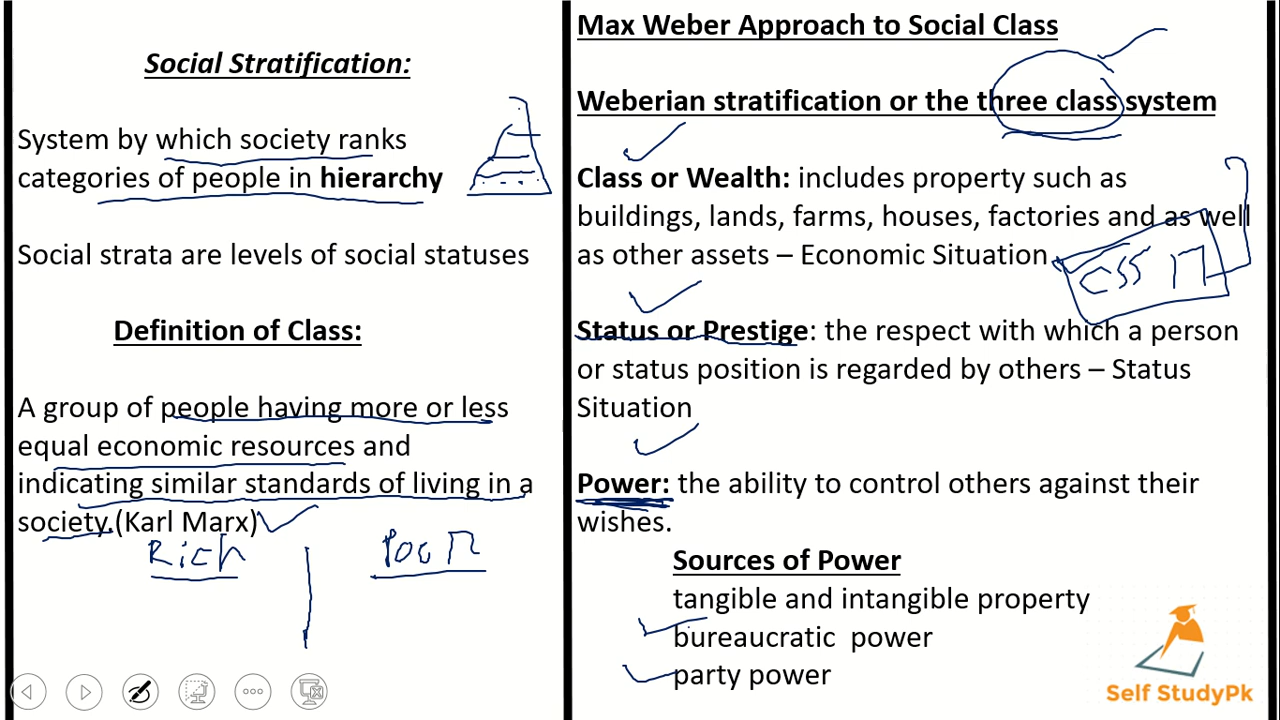 Social Stratification:
System by which society ranks
categories of people in hierarchy
Social strata are levels of social statuses
Definition of Class:
A group of people having more or less
equal economic resources and
indicating similar standards of living in a
society.(Karl Marx)
Rich
Poor
Max Weber Approach to Social Class
Weberian stratification or the three class system
Class or Wealth: includes property such as
buildings, lands, farms, houses, factories and as well
as other assets – Economic Situation
CSS
Status or Prestige: the respect with which a person
or status position is regarded by others – Status
Situation
Power: the ability to control others against their
wishes.
Sources of Power
tangible and intangible property
bureaucratic  power
party power
Self StudyPk